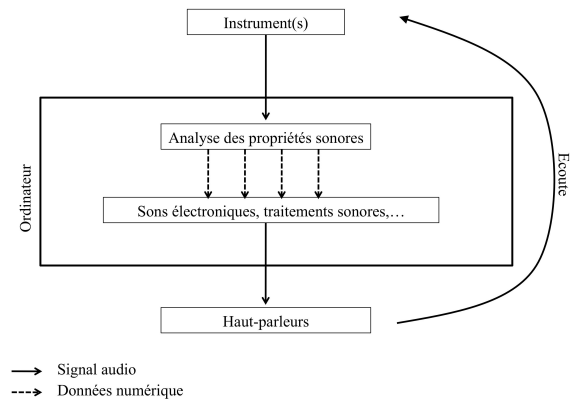 Instrument(s)
Analyse des propriétés sonores
Ordinateur
Ecoute
Sons électroniques, traitements sonores,…
Haut-parleurs
Signal audio
Données numérique